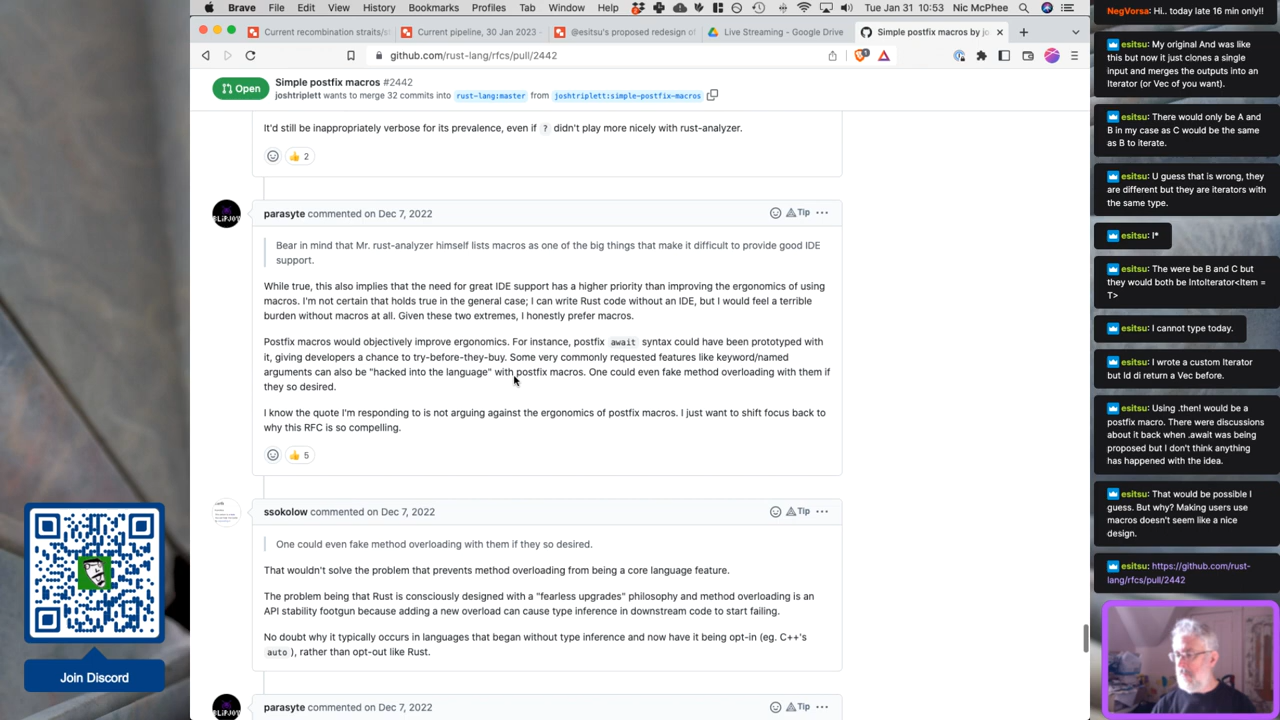 Brave File Edit View History Bookmarks Profiles Tab Window Help
Tue Jan 31 10:53 Nic McPhee
Current recombination straits/s
Current pipeline, 30 Jan 2023 -
@esitsu's proposed redesign of
Live Streaming - Google Drive
Simple postfix macros by jo
github.com/rust-lang/rfcs/pull/2442
Open
Simple postfix macros #2442
joshtriplett wants to merge 32 commits into rust-lang:master from joshtriplett:simple-postfix-macros
It'd still be inappropriately verbose for its prevalence, even if ? didn't play more nicely with rust-analyzer.
2
parasyte commented on Dec 7, 2022
Tip
Bear in mind that Mr. rust-analyzer himself lists macros as one of the big things that make it difficult to provide good IDE
support.
While true, this also implies that the need for great IDE support has a higher priority than improving the ergonomics of using
macros. I'm not certain that holds true in the general case; I can write Rust code without an IDE, but I would feel a terrible
burden without macros at all. Given these two extremes, I honestly prefer macros.
Postfix macros would objectively improve ergonomics. For instance, postfix await syntax could have been prototyped with
it, giving developers a chance to try-before-they-buy. Some very commonly requested features like keyword/named
arguments can also be "hacked into the language" with postfix macros. One could even fake method overloading with them if
they so desired.
I know the quote I'm responding to is not arguing against the ergonomics of postfix macros. I just want to shift focus back to
why this RFC is so compelling.
5
ssokolow commented on Dec 7, 2022
Tip
One could even fake method overloading with them if they so desired.
That wouldn't solve the problem that prevents method overloading from being a core language feature.
The problem being that Rust is consciously designed with a "fearless upgrades" philosophy and method overloading is an
API stability footgun because adding a new overload can cause type inference in downstream code to start failing.
No doubt why it typically occurs in languages that began without type inference and now have it being opt-in (eg. C++'s
auto ), rather than opt-out like Rust.
parasyte commented on Dec 7, 2022
Tip
Join Discord
NegVorsa: Hi.. today late 16 min only!!
esitsu: My original And was like
this but now it just clones a single
input and merges the outputs into an
Iterator (or Vec of you want).
esitsu: There would only be A and
B in my case as C would be the same
as B to iterate.
esitsu: U guess that is wrong, they
are different but they are iterators with
the same type.
esitsu: I*
esitsu: The were be B and C but
they would both be IntoIterator<Item =
T>
esitsu: I cannot type today.
esitsu: I wrote a custom Iterator
but Id di return a Vec before.
esitsu: Using .then! would be a
postfix macro. There were discussions
about it back when .await was being
proposed but I don't think anything
has happened with the idea.
esitsu: That would be possible I
guess. But why? Making users use
macros doesn't seem like a nice
design.
esitsu: https://github.com/rust-
lang/rfcs/pull/2442